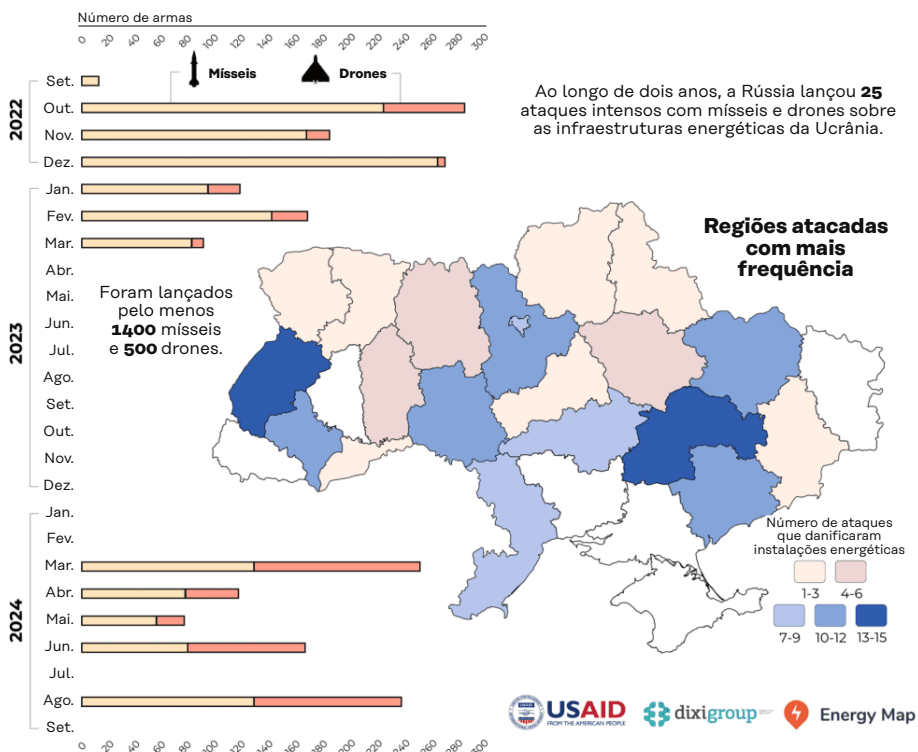 Número de armas
0 20 40 60 80 100 120 140 160 180 200 220 240 260 280 300
Mísseis
Drones
2022
Set.
Out.
Nov.
Dez.
2023
Jan.
Fev.
Mar.
Abr.
Mai.
Jun.
Jul.
Ago.
Set.
Out.
Nov.
Dez.
2024
Jan.
Fev.
Mar.
Abr.
Mai.
Jun.
Jul.
Ago.
Set.
0 20 40 60 80 100 120 140 160 180 200 220 240 260 280 300
Ao longo de dois anos, a Rússia lançou 25
ataques intensos com mísseis e drones sobre
as infraestruturas energéticas da Ucrânia.
Foram lançados
pelo menos
1400 mísseis
e 500 drones.
Regiões atacadas
com mais
frequência
Número de ataques
que danificaram
instalações energéticas
1-3 4-6
7-9 10-12 13-15
USAID
FROM THE AMERICAN PEOPLE
dixigroup
Energy Map